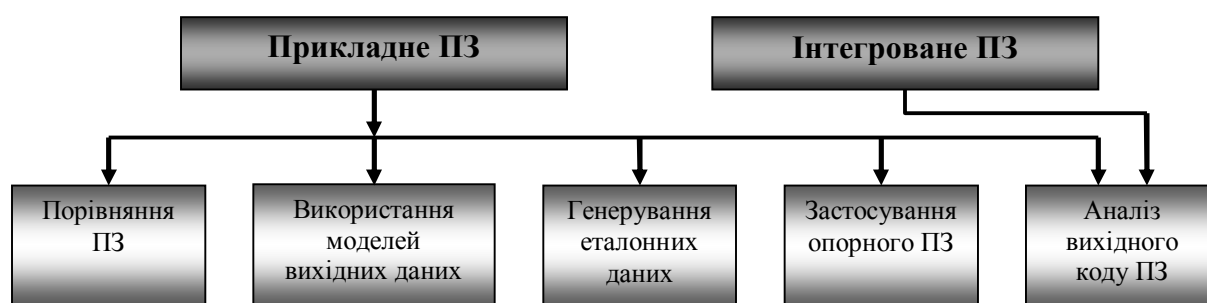 Прикладне ПЗ
Інтегроване ПЗ
Порівняння
ПЗ
Використання
моделей
вихідних даних
Генерування
еталонних
даних
Застосування
опорного ПЗ
Аналіз
вихідного
коду ПЗ